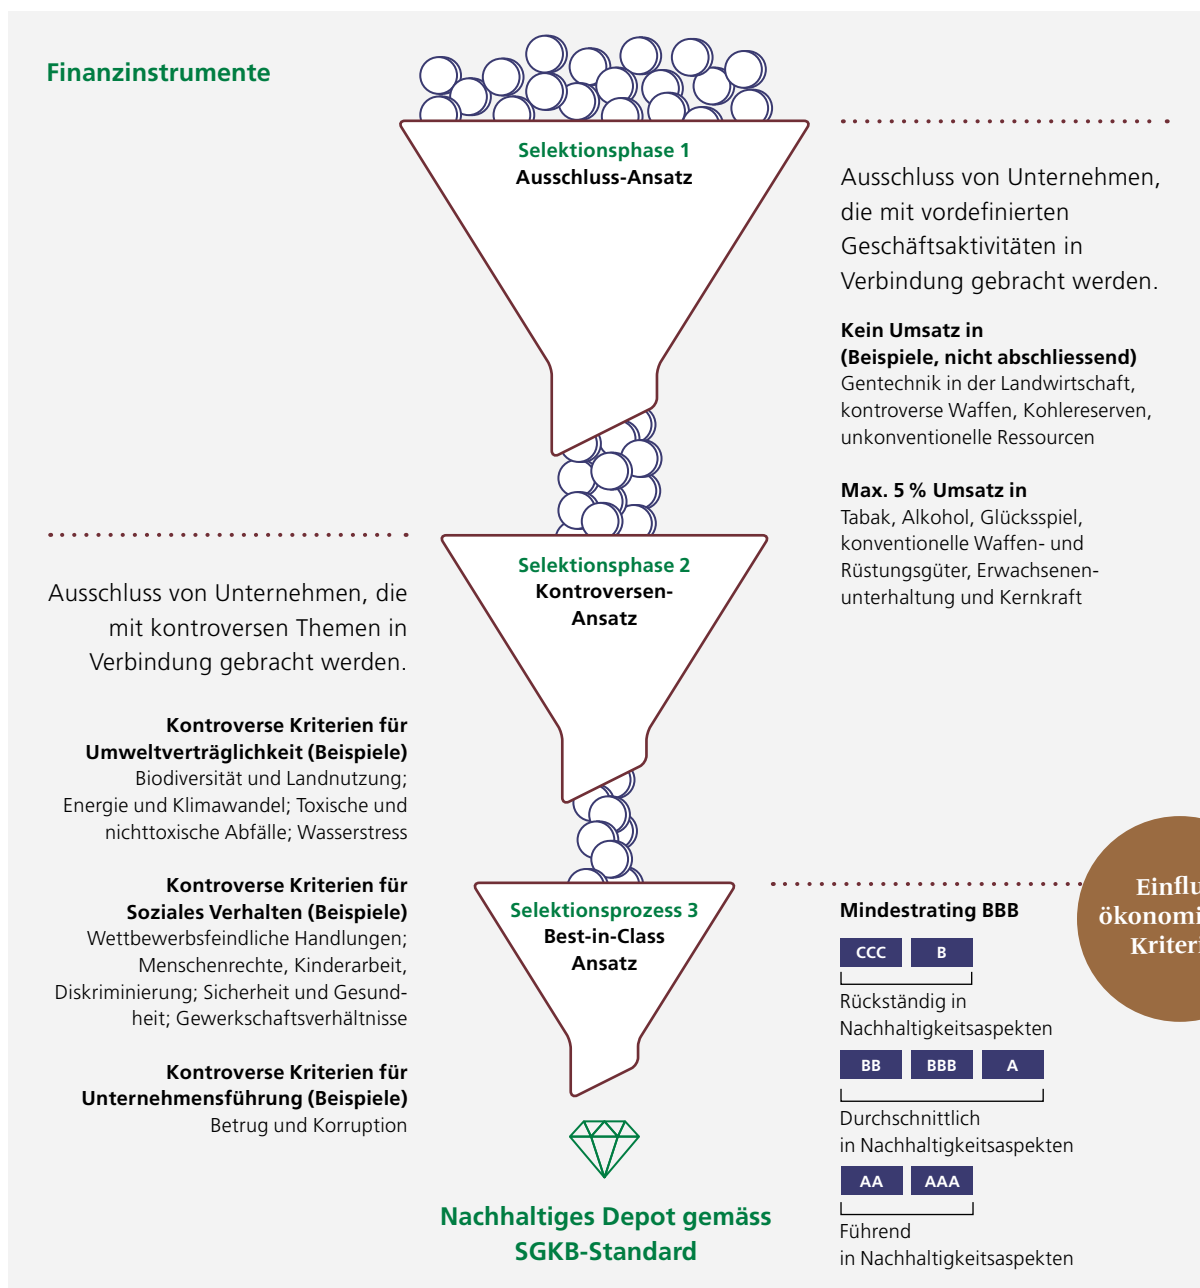 Finanzinstrumente
Selektionsphase 1
Ausschluss-Ansatz
Ausschluss von Unternehmen,
die mit vordefinierten
Geschäftsaktivitäten in
Verbindung gebracht werden.
Kein Umsatz in
(Beispiele, nicht abschliessend)
Gentechnik in der Landwirtschaft,
kontroverse Waffen, Kohlereserven,
unkonventionelle Ressourcen
Max. 5 % Umsatz in
Tabak, Alkohol, Glücksspiel,
konventionelle Waffen- und
Rüstungsgüter, Erwachsenen-
unterhaltung und Kernkraft
Selektionsphase 2
Kontroversen-
Ansatz
Ausschluss von Unternehmen, die
mit kontroversen Themen in
Verbindung gebracht werden.
Kontroverse Kriterien für
Umweltverträglichkeit (Beispiele)
Biodiversität und Landnutzung;
Energie und Klimawandel; Toxische und
nichttoxische Abfälle; Wasserstress
Kontroverse Kriterien für
Soziales Verhalten (Beispiele)
Wettbewerbsfeindliche Handlungen;
Menschenrechte, Kinderarbeit,
Diskriminierung; Sicherheit und Gesund-
heit; Gewerkschaftsverhältnisse
Kontroverse Kriterien für
Unternehmensführung (Beispiele)
Betrug und Korruption
Selektionsprozess 3
Best-in-Class
Ansatz
Mindestrating BBB
CCC B
Rückständig in
Nachhaltigkeitsaspekten
BB BBB A
Durchschnittlich
in Nachhaltigkeitsaspekten
AA AAA
Führend
in Nachhaltigkeitsaspekten
Nachhaltiges Depot gemäss
SGKB-Standard